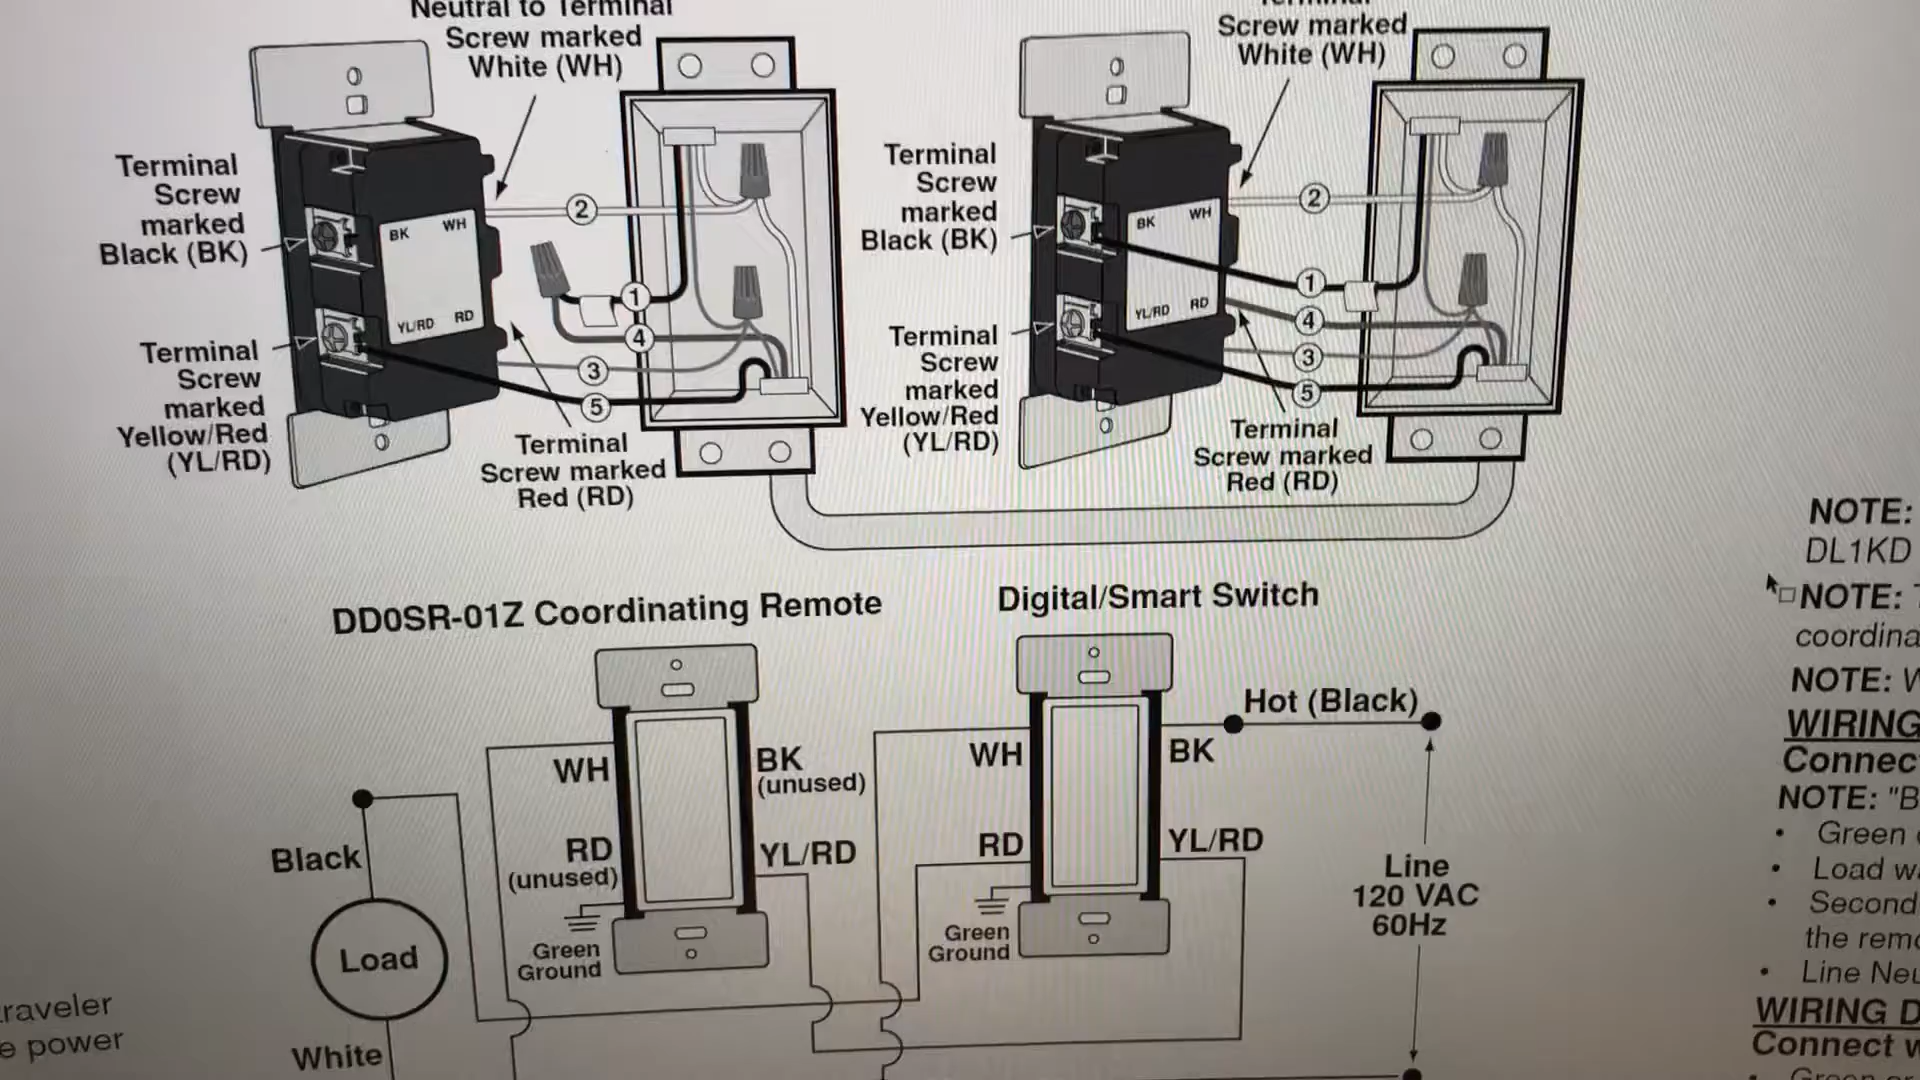 Neutral to Terminal
Screw marked
White (WH)
Terminal
Screw
marked
Black (BK)
BK
WH
YL/RD
RD
2
1
4
3
5
Terminal
Screw
marked
Yellow/Red
(YL/RD)
Terminal
Screw marked
Red (RD)
Terminal
Screw marked
White (WH)
Terminal
Screw
marked
Black (BK)
BK
WH
YL/RD
RD
2
1
4
3
5
Terminal
Screw
marked
Yellow/Red
(YL/RD)
Terminal
Screw marked
Red (RD)
DD0SR-01Z Coordinating Remote
WH
BK
(unused)
RD
(unused)
YL/RD
Green
Ground
Black
Load
White
Digital/Smart Switch
WH
BK
Hot (Black)
RD
YL/RD
Green
Ground
Line
120 VAC
60Hz
raveler
e power
NOTE:
DL1KD
NOTE:
coordina
NOTE: W
WIRING
Connec
NOTE: "B
• Green
• Load wa
• Second
the remo
• Line Neu
WIRING D
Connect w